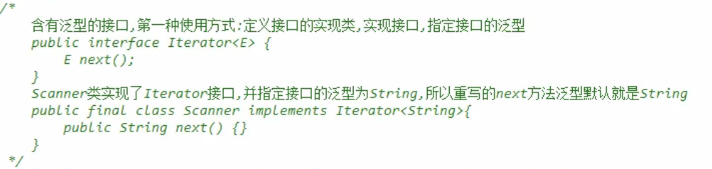 /*
含有泛型的接口,第一种使用方式:定义接口的实现类,实现接口,指定接口的泛型
public interface Iterator<E> {
E next();
}
Scanner类实现了Iterator接口,并指定接口的泛型为String,所以重写的next方法泛型默认就是String
public final class Scanner implements Iterator<String>{
public String next() {}
}
*/